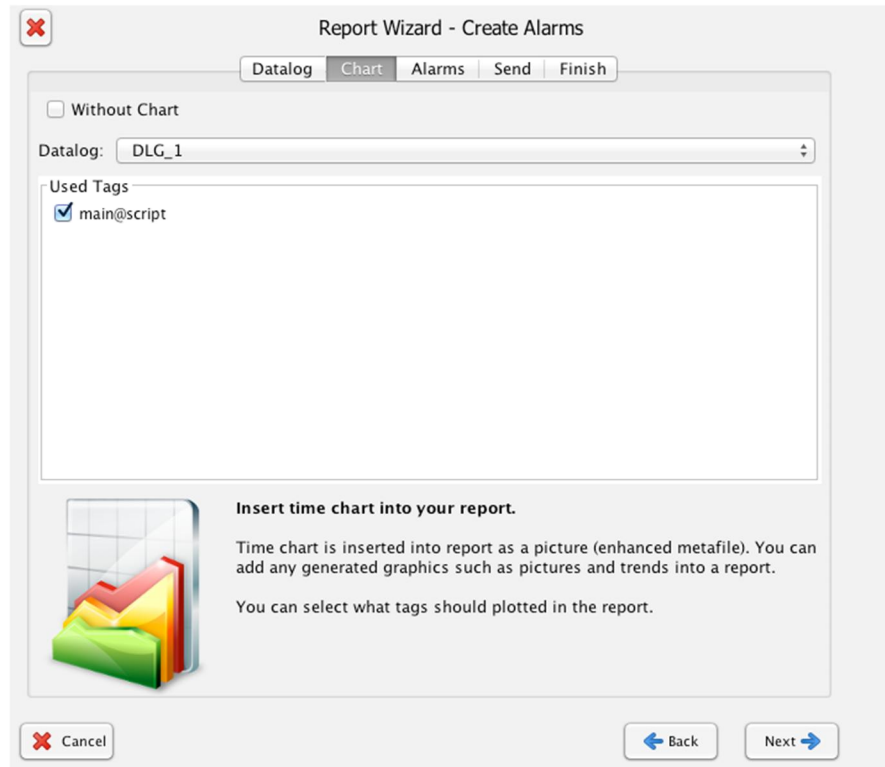 Report Wizard - Create Alarms
Datalog Chart Alarms Send Finish
Without Chart
Datalog: DLG_1
Used Tags
main@script
Insert time chart into your report.
Time chart is inserted into report as a picture (enhanced metafile). You can
add any generated graphics such as pictures and trends into a report.
You can select what tags should plotted in the report.
Cancel Back Next